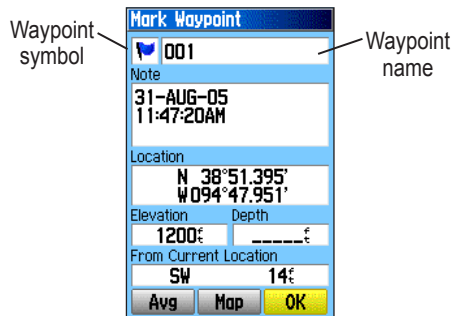 Mark Waypoint
Waypoint
symbol
001
Waypoint
name
Note
31-AUG-05
11:47:20AM
Location
N 38°51.395'
W094°47.951'
Elevation Depth
1200ft _____ft
From Current Location
SW 14ft
Avg Map OK